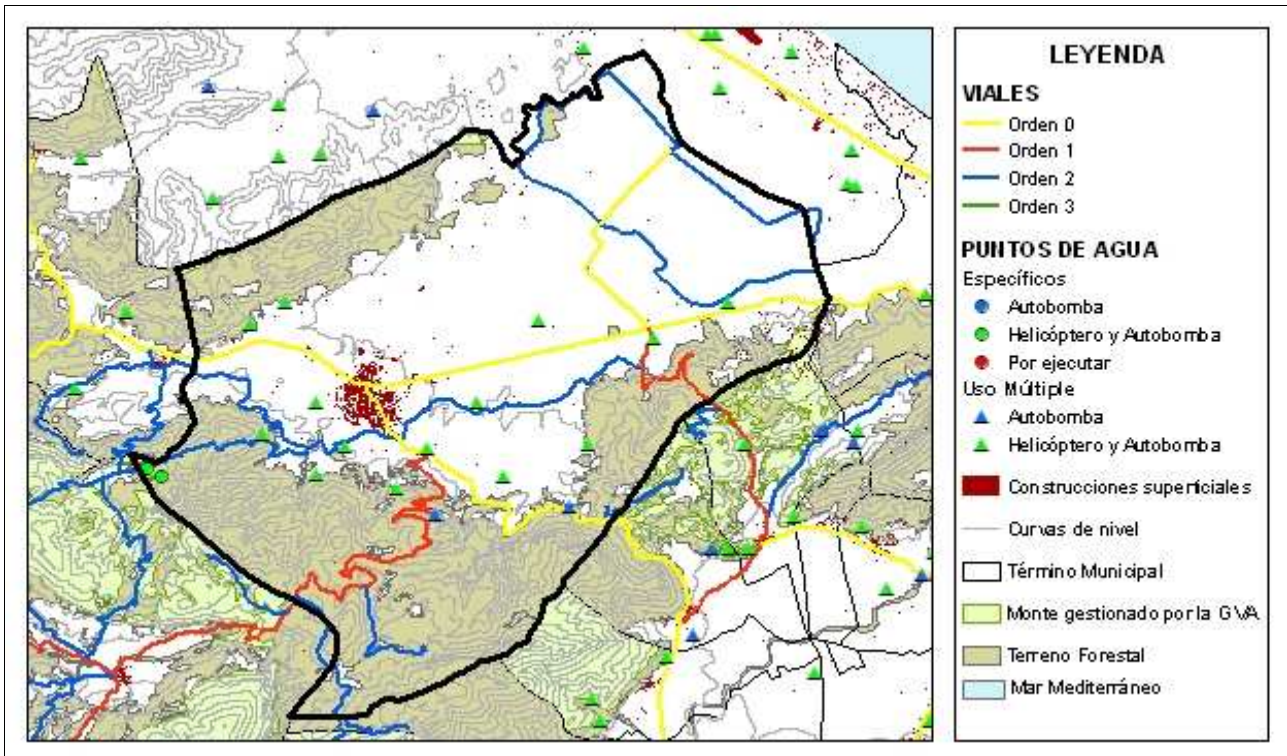 LEYENDA
VIALES
Orden 0
Orden 1
Orden 2
Orden 3
PUNTOS DE AGUA
Específicos
Autobomba
Helicóptero y Autobomba
Por ejecutar
Uso Múltiple
Autobomba
Helicóptero y Autobomba
Construcciones superficiales
Curvas de nivel
Término Municipal
Monte gestionado por la GVA
Terreno Forestal
Mar Mediterráneo